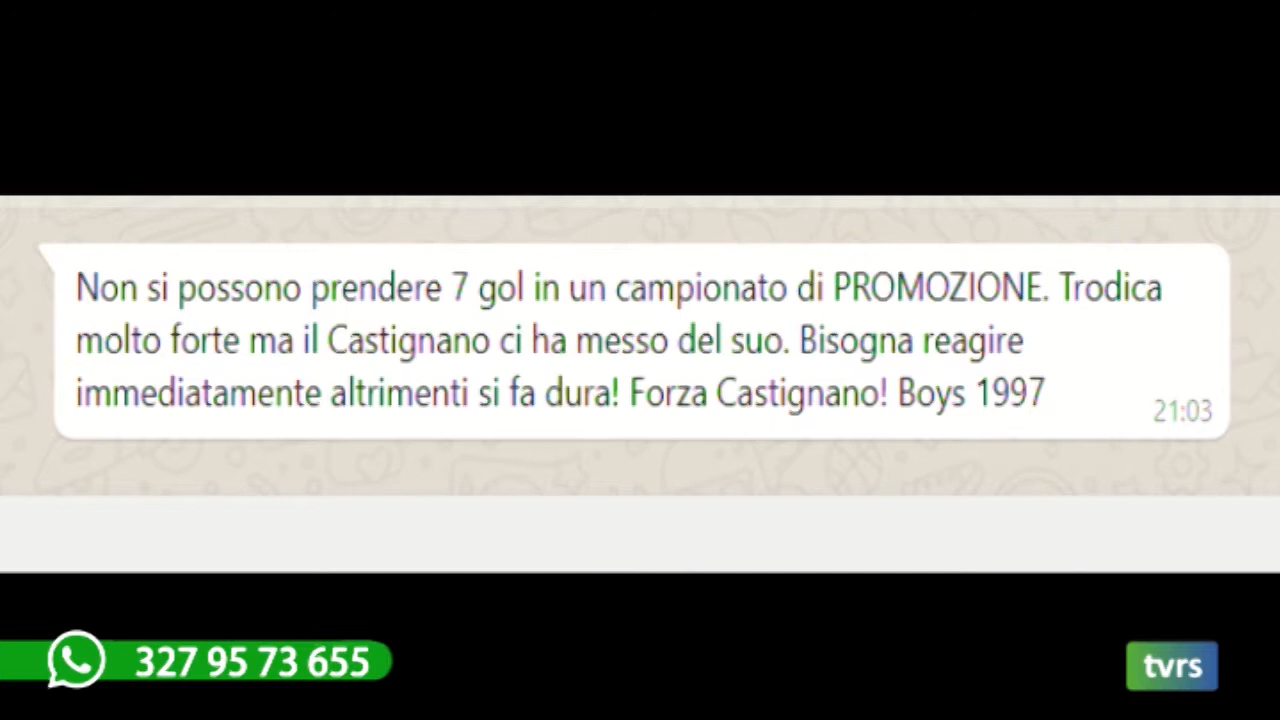 Non si possono prendere 7 gol in un campionato di PROMOZIONE. Trodica
molto forte ma il Castignano ci ha messo del suo. Bisogna reagire
immediatamente altrimenti si fa dura! Forza Castignano! Boys 1997
21:03
327 95 73 655
tvrs